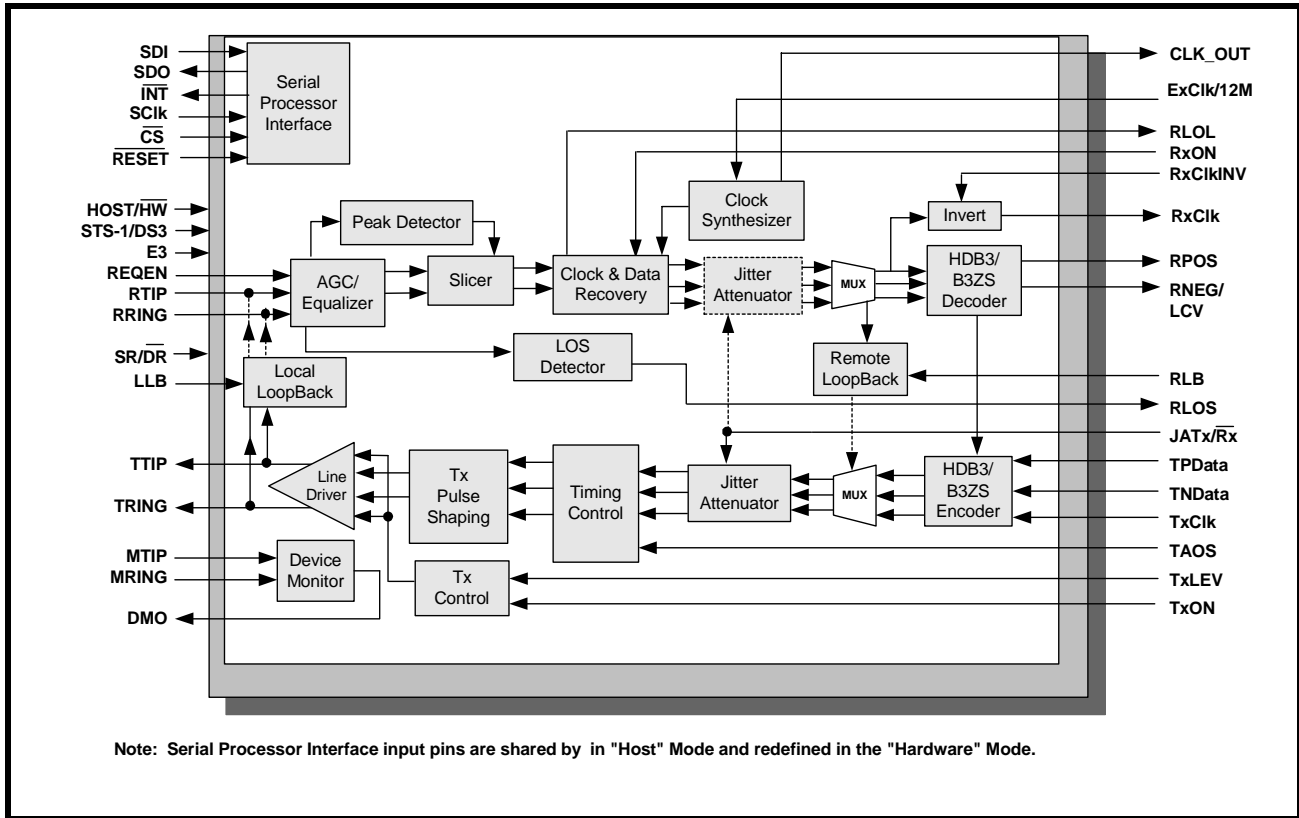 SDI
SDO
INT
SClk
CS
RESET
HOST/HW
STS-1/DS3
E3
REQEN
RTIP
RRING
SR/DR
LLB
TTIP
TRING
MTIP
MRING
DMO
Serial
Processor
Interface
Peak Detector
AGC/
Equalizer
Slicer
Clock & Data
Recovery
Clock
Synthesizer
Jitter
Attenuator
MUX
Invert
HDB3/
B3ZS
Decoder
LOS
Detector
Remote
LoopBack
Local
LoopBack
Line
Driver
Tx
Pulse
Shaping
Timing
Control
Jitter
Attenuator
MUX
HDB3/
B3ZS
Encoder
Device
Monitor
Tx
Control
CLK_OUT
ExClk/12M
RLOL
RxON
RxClkINV
RxClk
RPOS
RNEG/
LCV
RLB
RLOS
JATx/Rx
TPData
TNData
TxClk
TAOS
TxLEV
TxON
Note: Serial Processor Interface input pins are shared by in "Host" Mode and redefined in the "Hardware" Mode.